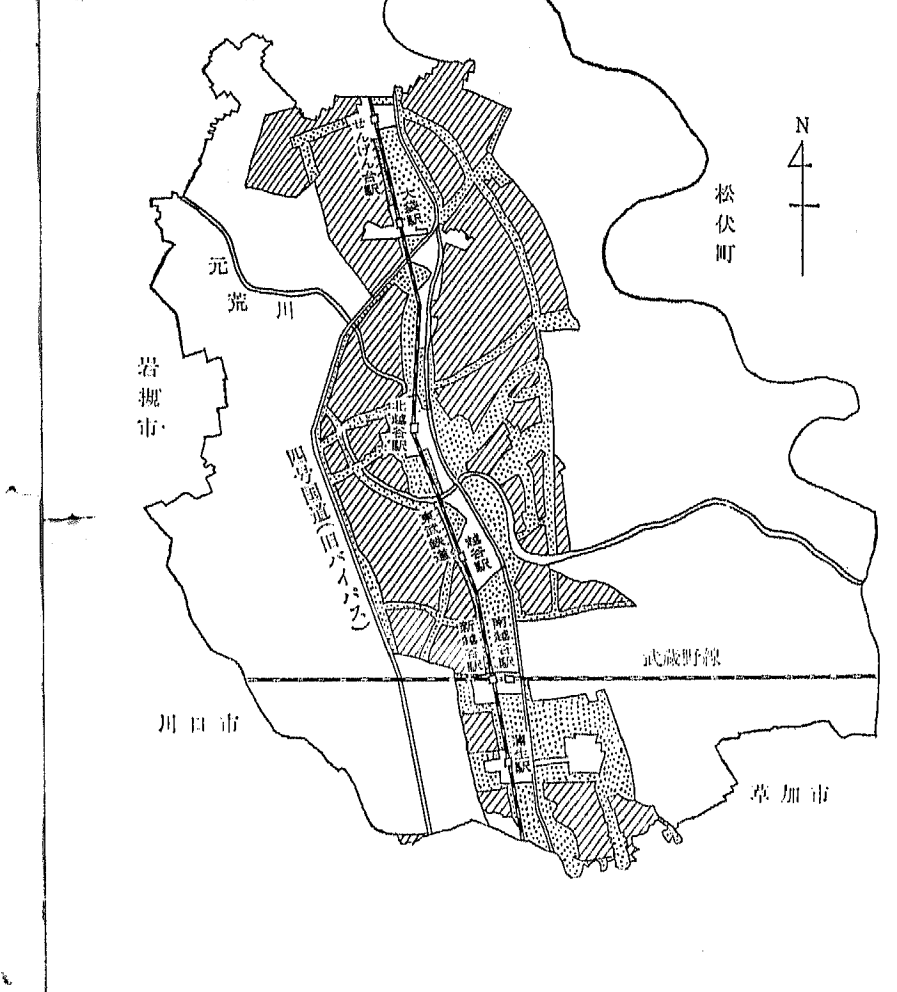 N
松伏町
せんげん台駅
大袋駅
元荒川
岩槻市
北越谷駅
四号国道(旧バイパス)
東武鉄道
越谷駅
新越谷駅
南越谷駅
武蔵野線
川口市
蒲生駅
草加市